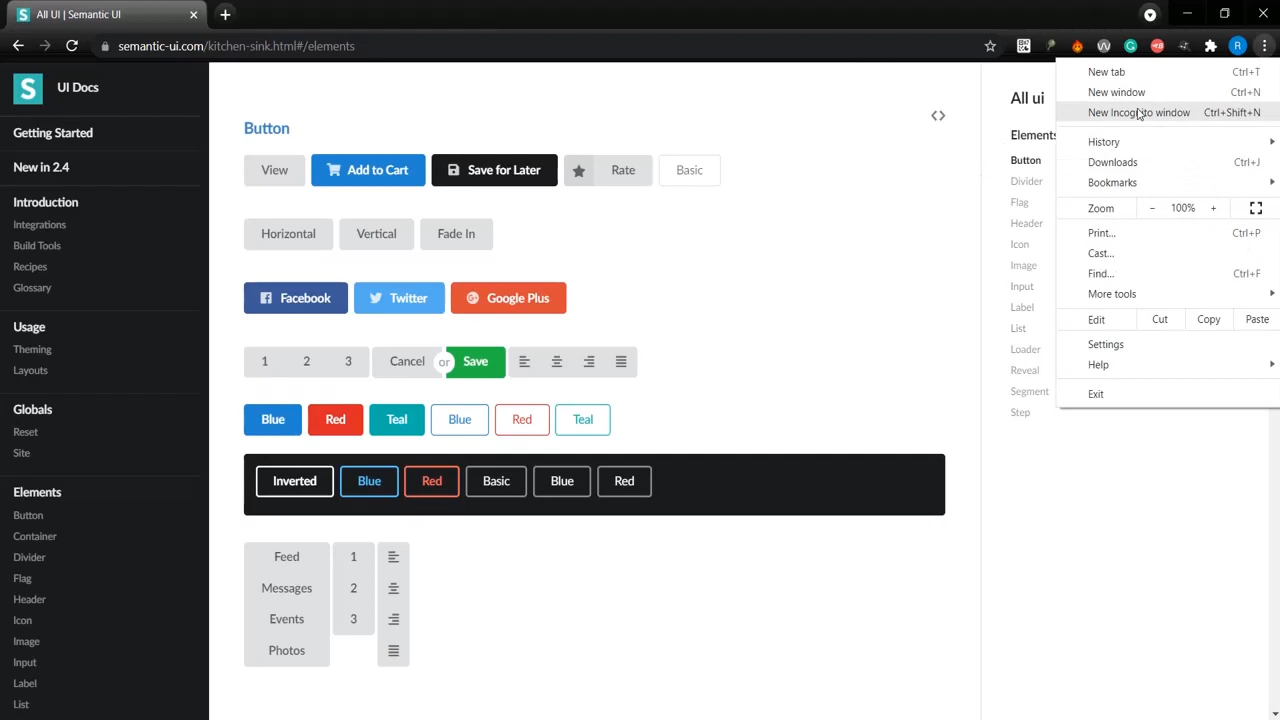 All UI | Semantic UI
semantic-ui.com/kitchen-sink.html#/elements
R
S UI Docs
Getting Started
New in 2.4
Introduction
Integrations
Build Tools
Recipes
Glossary
Usage
Theming
Layouts
Globals
Reset
Site
Elements
Button
Container
Divider
Flag
Header
Icon
Image
Input
Label
List
Button
<>
View Add to Cart Save for Later Rate Basic
Horizontal Vertical Fade In
Facebook Twitter Google Plus
1 2 3 Cancel or Save
Blue Red Teal Blue Red Teal
Inverted Blue Red Basic Blue Red
Feed 1
Messages 2
Events 3
Photos
All ui
Elements
Button
Divider
Flag
Header
Icon
Image
Input
Label
List
Loader
Reveal
Segment
Step
New tab Ctrl+T
New window Ctrl+N
New Incognito window Ctrl+Shift+N
History
Downloads Ctrl+J
Bookmarks
Zoom − 100% +
Print... Ctrl+P
Cast...
Find... Ctrl+F
More tools
Edit Cut Copy Paste
Settings
Help
Exit